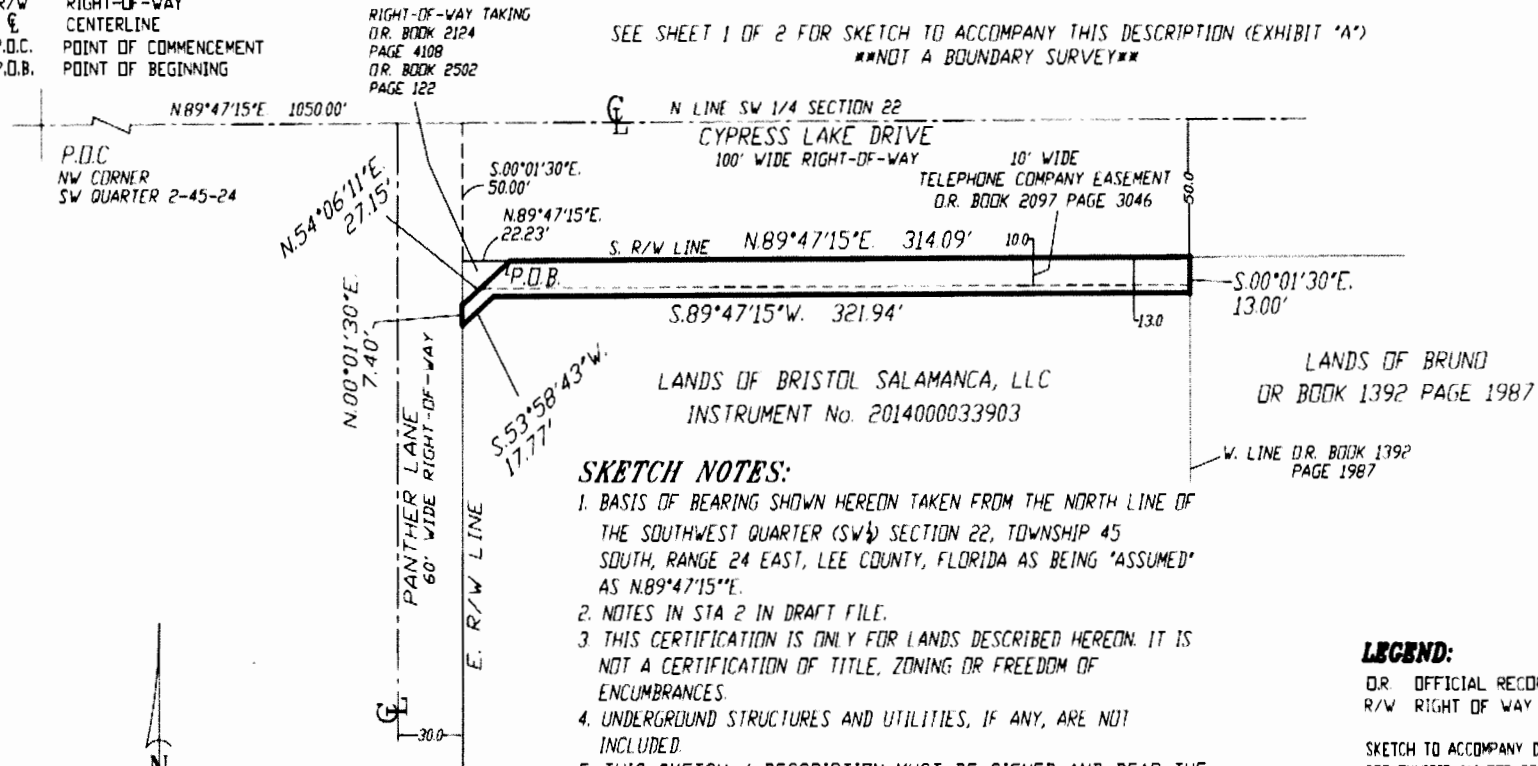 R/W RIGHT-OF-WAY
℄ CENTERLINE
P.O.C. POINT OF COMMENCEMENT
P.O.B. POINT OF BEGINNING
RIGHT-OF-WAY TAKING
O.R. BOOK 2124
PAGE 4108
O.R. BOOK 2502
PAGE 122
SEE SHEET 1 OF 2 FOR SKETCH TO ACCOMPANY THIS DESCRIPTION (EXHIBIT "A")
**NOT A BOUNDARY SURVEY**
N.89°47'15"E. 1050.00'
℄
N LINE SW 1/4 SECTION 22
CYPRESS LAKE DRIVE
100' WIDE RIGHT-OF-WAY
P.O.C
NW CORNER
SW QUARTER 2-45-24
10' WIDE
TELEPHONE COMPANY EASEMENT
O.R. BOOK 2097 PAGE 3046
50.0
S.00°01'30"E.
50.00'
N.54°06'11"E.
27.15'
N.89°47'15"E.
22.23'
S. R/W LINE
N.89°47'15"E. 314.09'
10.0
P.O.B.
S.00°01'30"E.
13.00'
S.89°47'15"W. 321.94'
13.0
N.00°01'30"E.
7.40'
S.53°58'43"W.
17.77'
LANDS OF BRISTOL SALAMANCA, LLC
INSTRUMENT No. 2014000033903
LANDS OF BRUNO
OR BOOK 1392 PAGE 1987
W. LINE O.R. BOOK 1392
PAGE 1987
PANTHER LANE
60' WIDE RIGHT-OF-WAY
E. R/W LINE
℄
30.0
N
SKETCH NOTES:
1. BASIS OF BEARING SHOWN HEREON TAKEN FROM THE NORTH LINE OF
THE SOUTHWEST QUARTER (SW¼) SECTION 22, TOWNSHIP 45
SOUTH, RANGE 24 EAST, LEE COUNTY, FLORIDA AS BEING "ASSUMED"
AS N.89°47'15"E.
2. NOTES IN STA 2 IN DRAFT FILE.
3. THIS CERTIFICATION IS ONLY FOR LANDS DESCRIBED HEREON. IT IS
NOT A CERTIFICATION OF TITLE, ZONING OR FREEDOM OF
ENCUMBRANCES.
4. UNDERGROUND STRUCTURES AND UTILITIES, IF ANY, ARE NOT
INCLUDED.
5. THIS SKETCH / DESCRIPTION MUST BE SIGNED AND BEAR THE
LEGEND:
O.R. OFFICIAL RECO
R/W RIGHT OF WAY
SKETCH TO ACCOMPANY D